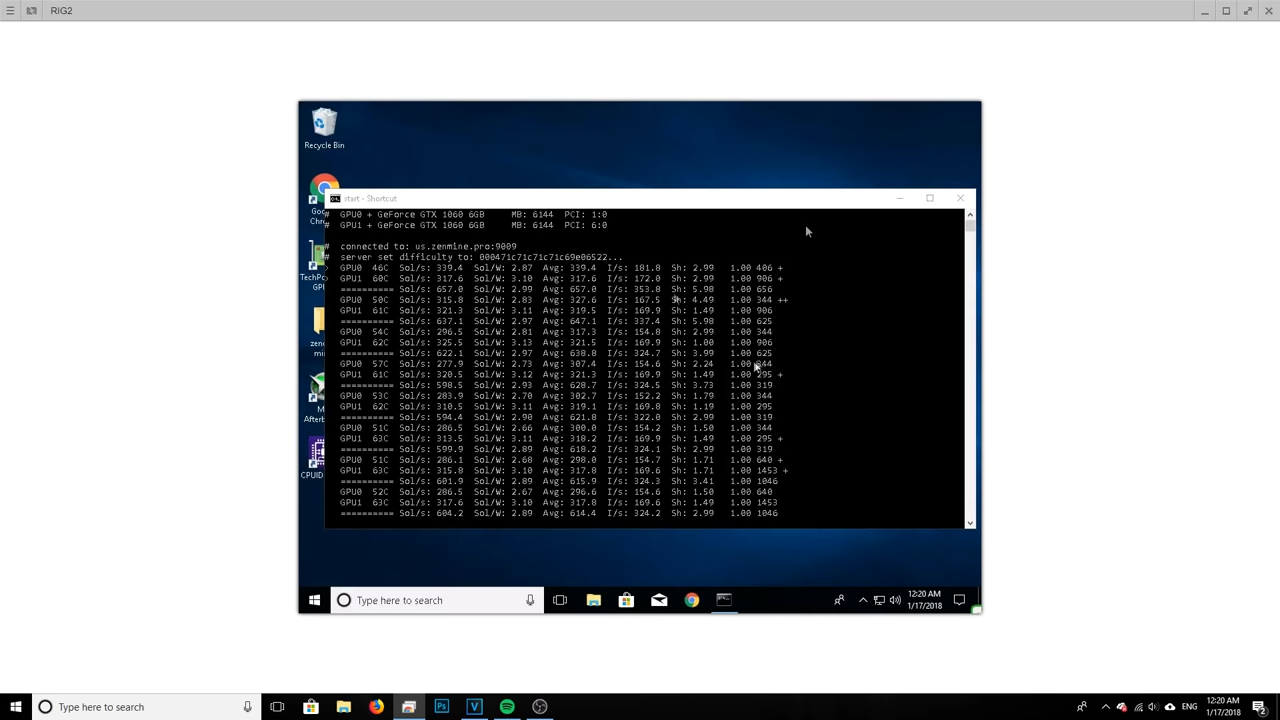 RIG2
Recycle Bin
Goo
Chr
TechPo
GPU
zenc
min
M
Afterb
CPUID
start - Shortcut
#  GPU0 + GeForce GTX 1060 6GB     MB: 6144  PCI: 1:0
#  GPU1 + GeForce GTX 1060 6GB     MB: 6144  PCI: 6:0
#  connected to: us.zenmine.pro:9009
#  server set difficulty to: 000471c71c71c71c69e06522...
>  GPU0  46C  Sol/s: 339.4  Sol/W: 2.87  Avg: 339.4  I/s: 181.8  Sh: 2.99   1.00 406 +
GPU1  60C  Sol/s: 317.6  Sol/W: 3.10  Avg: 317.6  I/s: 172.0  Sh: 2.99   1.00 906 +
========== Sol/s: 657.0  Sol/W: 2.99  Avg: 657.0  I/s: 353.8  Sh: 5.98   1.00 656
GPU0  50C  Sol/s: 315.8  Sol/W: 2.83  Avg: 327.6  I/s: 167.5  Sh: 4.49   1.00 344 ++
GPU1  61C  Sol/s: 321.3  Sol/W: 3.11  Avg: 319.5  I/s: 169.9  Sh: 1.49   1.00 906
========== Sol/s: 637.1  Sol/W: 2.97  Avg: 647.1  I/s: 337.4  Sh: 5.98   1.00 625
GPU0  54C  Sol/s: 296.5  Sol/W: 2.81  Avg: 317.3  I/s: 154.8  Sh: 2.99   1.00 344
GPU1  62C  Sol/s: 325.5  Sol/W: 3.13  Avg: 321.5  I/s: 169.9  Sh: 1.00   1.00 906
========== Sol/s: 622.1  Sol/W: 2.97  Avg: 638.8  I/s: 324.7  Sh: 3.99   1.00 625
GPU0  57C  Sol/s: 277.9  Sol/W: 2.73  Avg: 307.4  I/s: 154.6  Sh: 2.24   1.00 344
GPU1  61C  Sol/s: 320.5  Sol/W: 3.12  Avg: 321.3  I/s: 169.9  Sh: 1.49   1.00 295 +
========== Sol/s: 598.5  Sol/W: 2.93  Avg: 628.7  I/s: 324.5  Sh: 3.73   1.00 319
GPU0  53C  Sol/s: 283.9  Sol/W: 2.70  Avg: 302.7  I/s: 152.2  Sh: 1.79   1.00 344
GPU1  62C  Sol/s: 310.5  Sol/W: 3.11  Avg: 319.1  I/s: 169.8  Sh: 1.19   1.00 295
========== Sol/s: 594.4  Sol/W: 2.90  Avg: 621.8  I/s: 322.0  Sh: 2.99   1.00 319
GPU0  51C  Sol/s: 286.5  Sol/W: 2.66  Avg: 300.0  I/s: 154.2  Sh: 1.50   1.00 344
GPU1  63C  Sol/s: 313.5  Sol/W: 3.11  Avg: 318.2  I/s: 169.9  Sh: 1.49   1.00 295 +
========== Sol/s: 599.9  Sol/W: 2.89  Avg: 618.2  I/s: 324.1  Sh: 2.99   1.00 319
GPU0  51C  Sol/s: 286.1  Sol/W: 2.68  Avg: 298.0  I/s: 154.7  Sh: 1.71   1.00 640 +
GPU1  63C  Sol/s: 315.8  Sol/W: 3.10  Avg: 317.8  I/s: 169.6  Sh: 1.71   1.00 1453 +
========== Sol/s: 601.9  Sol/W: 2.89  Avg: 615.9  I/s: 324.3  Sh: 3.41   1.00 1046
GPU0  52C  Sol/s: 286.5  Sol/W: 2.67  Avg: 296.6  I/s: 154.6  Sh: 1.50   1.00 640
GPU1  63C  Sol/s: 317.6  Sol/W: 3.10  Avg: 317.8  I/s: 169.6  Sh: 1.49   1.00 1453
========== Sol/s: 604.2  Sol/W: 2.89  Avg: 614.4  I/s: 324.2  Sh: 2.99   1.00 1046
Type here to search
12:20 AM
1/17/2018
Type here to search
ENG
12:20 AM
1/17/2018
2